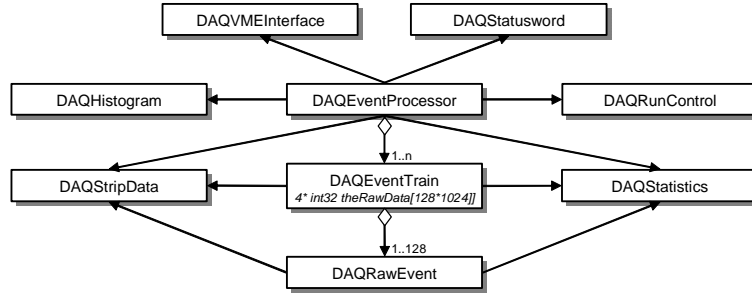 DAQVMEInterface
DAQStatusword
DAQHistogram
DAQEventProcessor
DAQRunControl
1..n
DAQStripData
DAQEventTrain
4* int32 theRawData[128*1024]]
DAQStatistics
1..128
DAQRawEvent